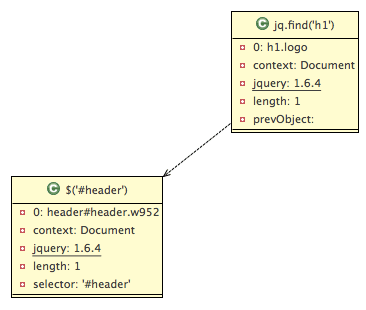 C jq.find('h1')
0: h1.logo
context: Document
jquery: 1.6.4
length: 1
prevObject:
C $('#header')
0: header#header.w952
context: Document
jquery: 1.6.4
length: 1
selector: '#header'